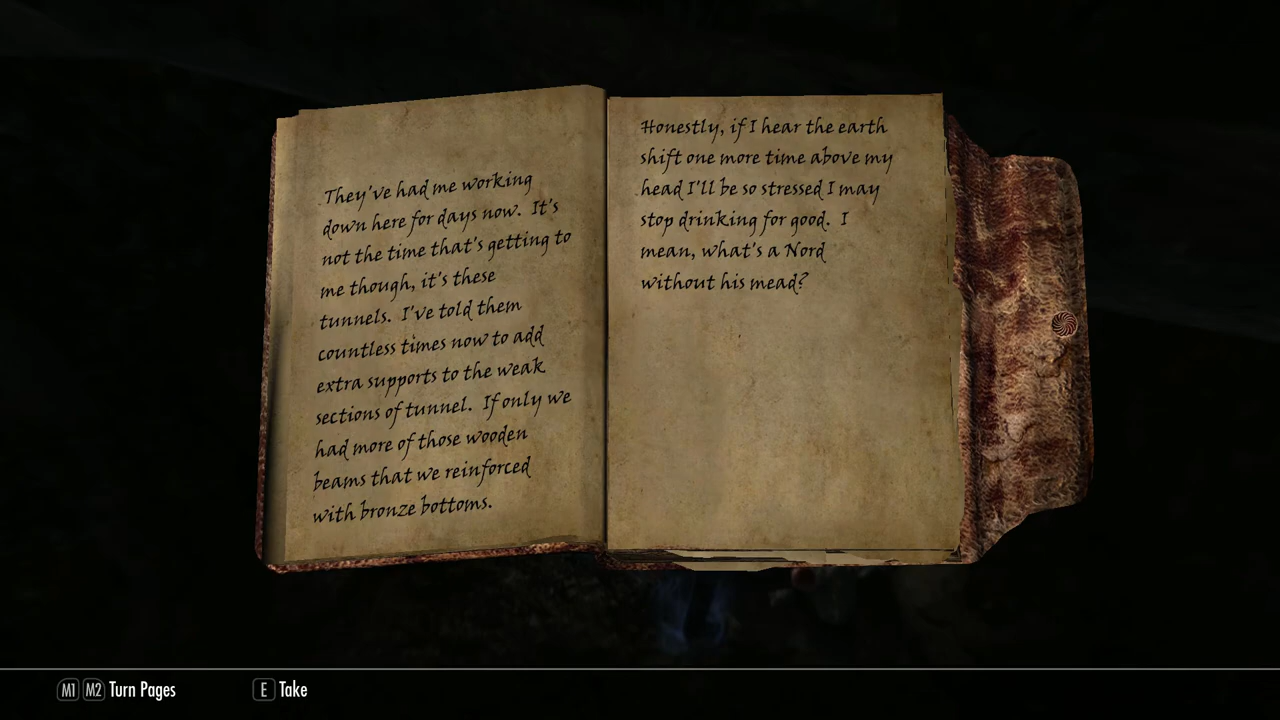 They've had me working
down here for days now.  It's
not the time that's getting to
me though, it's these
tunnels.  I've told them
countless times now to add
extra supports to the weak
sections of tunnel.  If only we
had more of those wooden
beams that we reinforced
with bronze bottoms.
Honestly, if I hear the earth
shift one more time above my
head I'll be so stressed I may
stop drinking for good.  I
mean, what's a Nord
without his mead?
M1 M2 Turn Pages
E Take